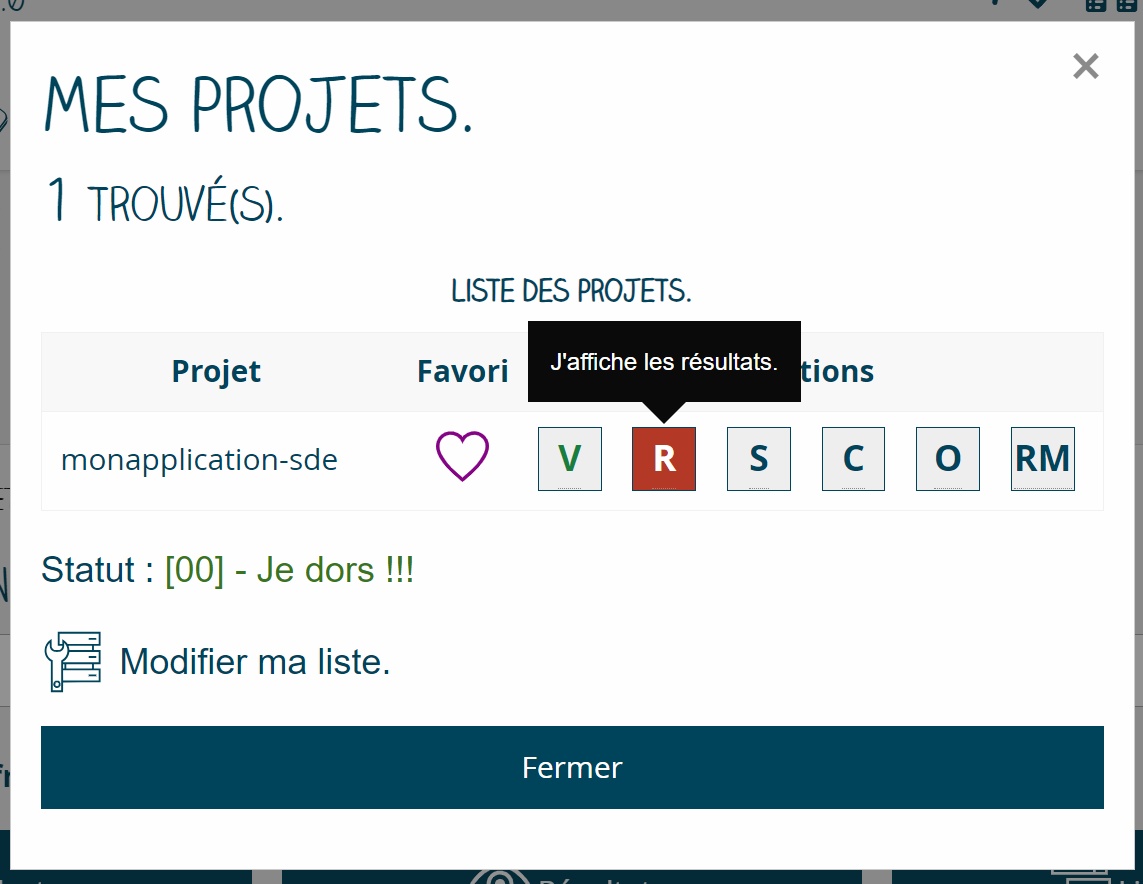 MES PROJETS.
1 TROUVÉ(S).
LISTE DES PROJETS.
J'affiche les résultats.
Projet Favori tions
monapplication-sde V R S C O RM
Statut : [00] - Je dors !!!
Modifier ma liste.
Fermer